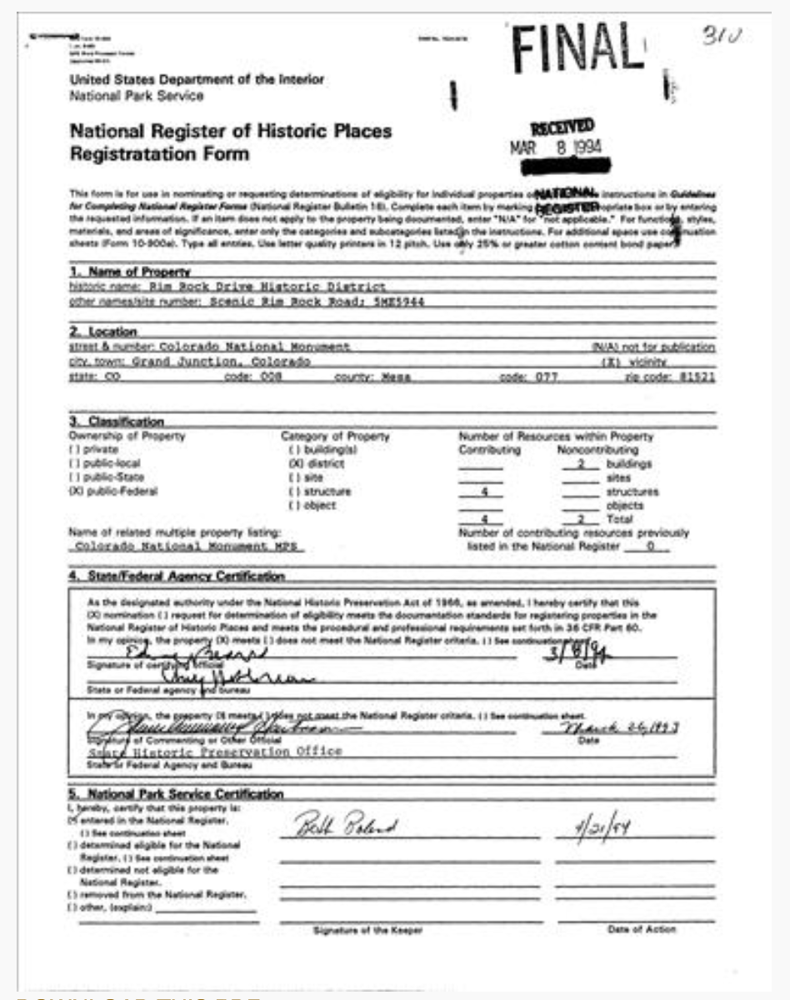 FINAL
310
United States Department of the Interior
National Park Service
National Register of Historic Places
Registratation Form
RECEIVED
MAR 8 1994
NATIONAL
REGISTER
This form is for use in nominating or requesting determinations of eligibility for individual properties instructions in Guidelines
for Completing National Register Forms (National Register Bulletin 16). Complete each item by marking box or by entering
the requested information. If an item does not apply to the property being documented, enter "N/A" for "not applicable." For functions, styles,
materials, and areas of significance, enter only the categories and subcategories listed in the instructions. For additional space use continuation
sheets (Form 10-900a). Type all entries. Use letter quality printers in 12 pitch. Use only 25% or greater cotton content bond paper.
1. Name of Property
historic name: Rim Rock Drive Historic District
other names/site number: Scenic Rim Rock Road; 5ME5944
2. Location
street & number: Colorado National Monument (N/A) not for publication
city, town: Grand Junction, Colorado (X) vicinity
state: CO code: 008 county: Mesa code: 077 zip code: 81521
3. Classification
Ownership of Property Category of Property Number of Resources within Property
( ) private ( ) building(s) Contributing Noncontributing
( ) public-local (X) district 2 buildings
( ) public-State ( ) site sites
(X) public-Federal ( ) structure 4 structures
( ) object objects
4 2 Total
Name of related multiple property listing: Number of contributing resources previously
Colorado National Monument MPS listed in the National Register 0
4. State/Federal Agency Certification
As the designated authority under the National Historic Preservation Act of 1966, as amended, I hereby certify that this
(X) nomination ( ) request for determination of eligibility meets the documentation standards for registering properties in the
National Register of Historic Places and meets the procedural and professional requirements set forth in 36 CFR Part 60.
In my opinion, the property (X) meets ( ) does not meet the National Register criteria. ( ) See continuation sheet.
3/8/94
Signature of certifying official Date
State or Federal agency and bureau
In my opinion, the property (X) meets ( ) does not meet the National Register criteria. ( ) See continuation sheet.
March 26, 1993
Signature of Commenting or Other Official Date
State Historic Preservation Office
State or Federal Agency and Bureau
5. National Park Service Certification
I, hereby, certify that this property is:
(X) entered in the National Register. Beth Boland 4/21/94
( ) See continuation sheet
( ) determined eligible for the National
Register. ( ) See continuation sheet
( ) determined not eligible for the
National Register.
( ) removed from the National Register.
( ) other, (explain:)
Signature of the Keeper Date of Action